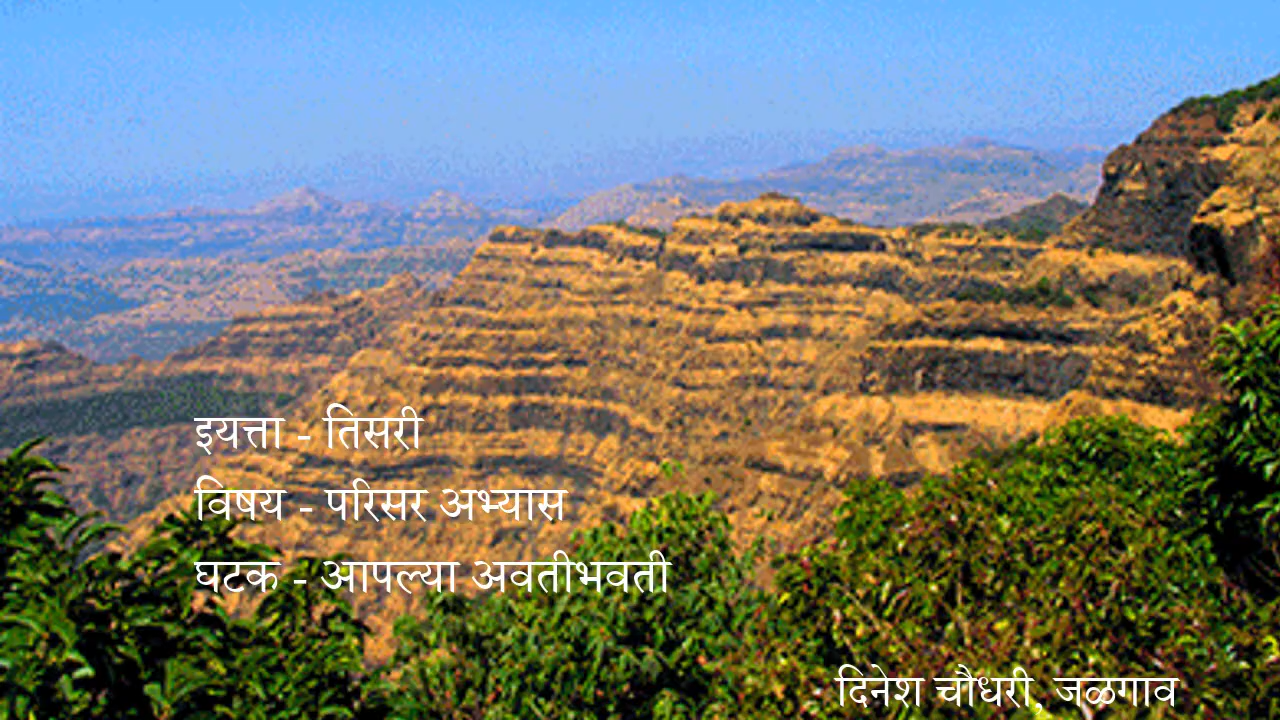 इयत्ता - तिसरी
विषय - परिसर अभ्यास
घटक - आपल्या अवतीभवती
दिनेश चौधरी, जळगाव